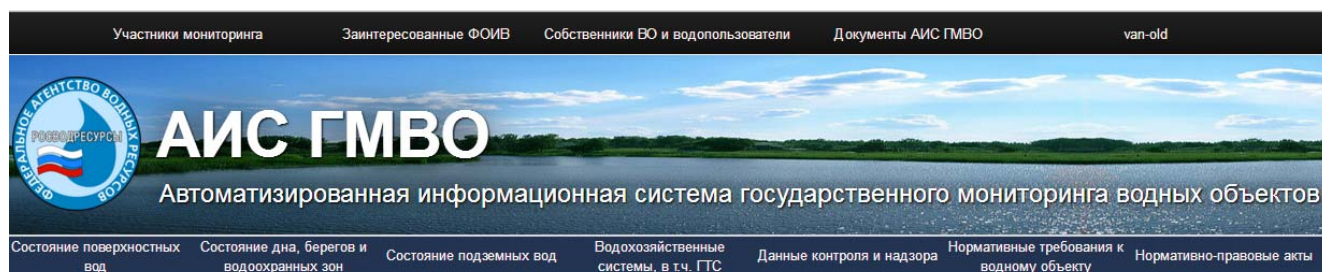 Участники мониторинга
Заинтересованные ФОИВ
Собственники ВО и водопользователи
Документы АИС ГМВО
van-old
ФЕДЕРАЛЬНОЕ АГЕНТСТВО ВОДНЫХ РЕСУРСОВ
РОСВОДРЕСУРСЫ
АИС ГМВО
Автоматизированная информационная система государственного мониторинга водных объектов
Состояние поверхностных
вод
Состояние дна, берегов и
водоохранных зон
Состояние подземных вод
Водохозяйственные
системы, в т.ч. ГТС
Данные контроля и надзора
Нормативные требования к
водному объекту
Нормативно-правовые акты